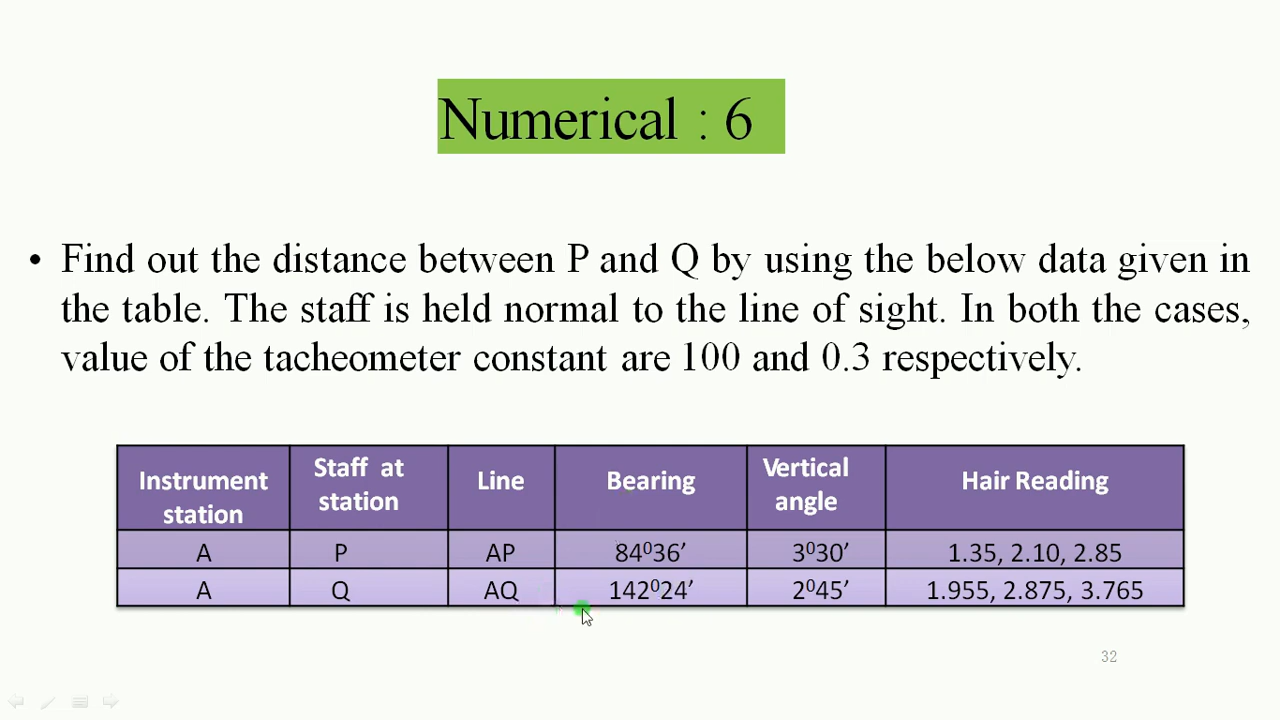 Numerical : 6
• Find out the distance between P and Q by using the below data given in
the table. The staff is held normal to the line of sight. In both the cases,
value of the tacheometer constant are 100 and 0.3 respectively.
Instrument station Staff at station Line Bearing Vertical angle Hair Reading
A P AP 84⁰36’ 3⁰30’ 1.35, 2.10, 2.85
A Q AQ 142⁰24’ 2⁰45’ 1.955, 2.875, 3.765
32